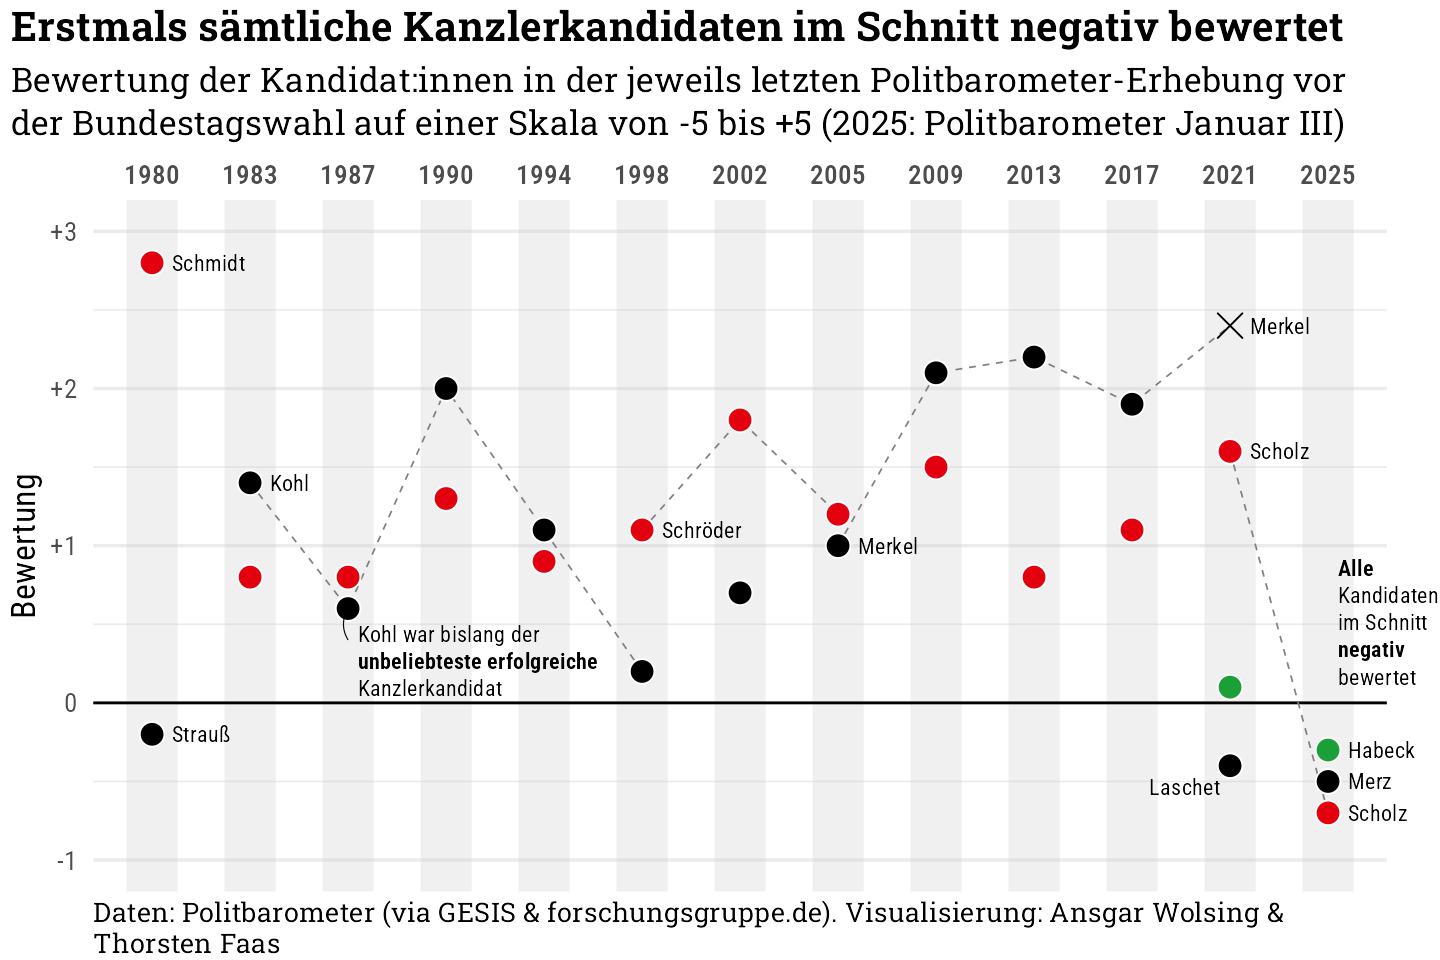 Erstmals sämtliche Kanzlerkandidaten im Schnitt negativ bewertet
Bewertung der Kandidat:innen in der jeweils letzten Politbarometer-Erhebung vor
der Bundestagswahl auf einer Skala von -5 bis +5 (2025: Politbarometer Januar III)
1980 1983 1987 1990 1994 1998 2002 2005 2009 2013 2017 2021 2025
+3
Schmidt
Merkel
+2
Scholz
Kohl
Schröder
+1
Merkel
Bewertung
Alle
Kandidaten
im Schnitt
negativ
bewertet
Kohl war bislang der
unbeliebteste erfolgreiche
Kanzlerkandidat
0
Strauß
Habeck
Laschet
Merz
Scholz
-1
Daten: Politbarometer (via GESIS & forschungsgruppe.de). Visualisierung: Ansgar Wolsing &
Thorsten Faas